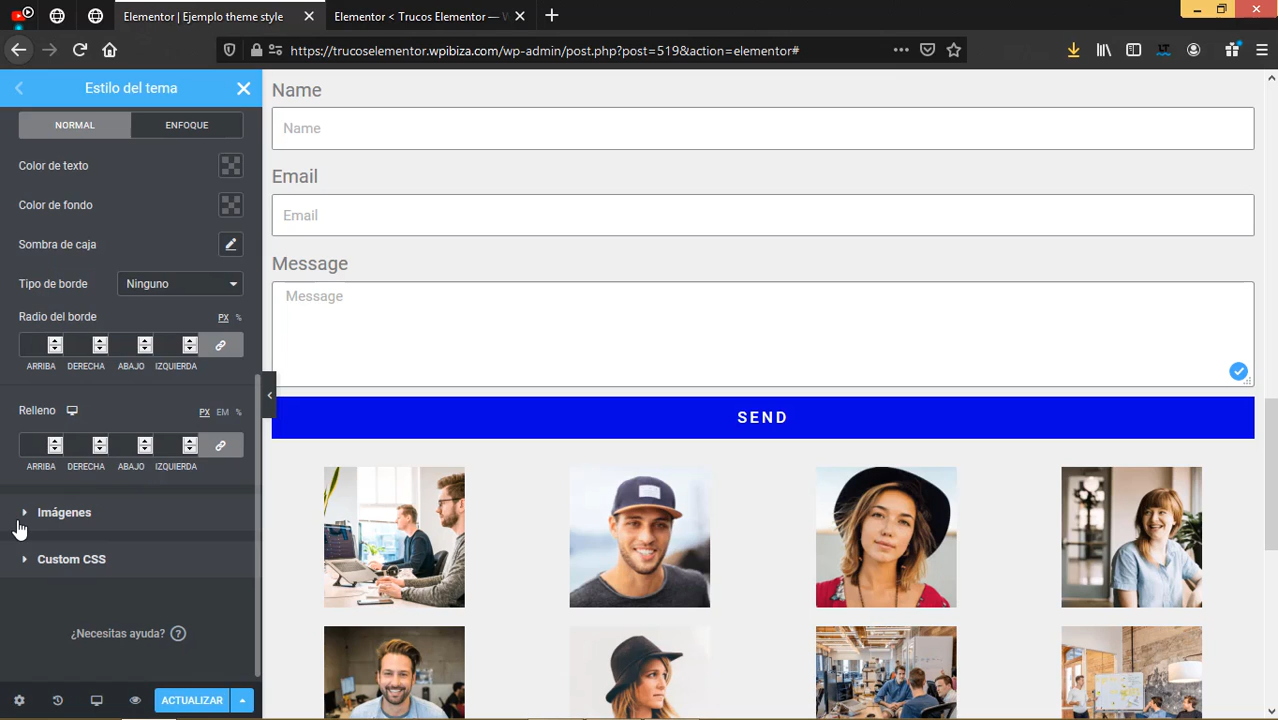 Elementor | Ejemplo theme style
Elementor < Trucos Elementor —
https://trucoselementor.wpibiza.com/wp-admin/post.php?post=519&action=elementor#
Estilo del tema
NORMAL
ENFOQUE
Color de texto
Color de fondo
Sombra de caja
Tipo de borde
Ninguno
Radio del borde
PX %
ARRIBA DERECHA ABAJO IZQUIERDA
Relleno
PX EM %
ARRIBA DERECHA ABAJO IZQUIERDA
Imágenes
Custom CSS
¿Necesitas ayuda? ?
ACTUALIZAR
Name
Name
Email
Email
Message
Message
SEND